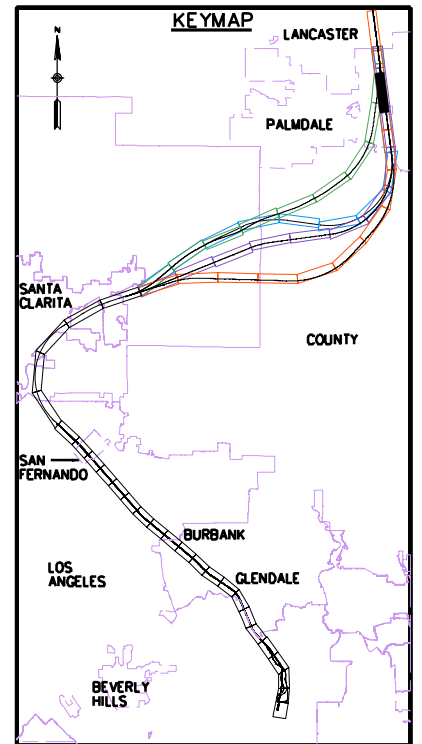 KEYMAP
N
LANCASTER
PALMDALE
SANTA
CLARITA
COUNTY
SAN
FERNANDO
BURBANK
LOS
ANGELES
GLENDALE
BEVERLY
HILLS